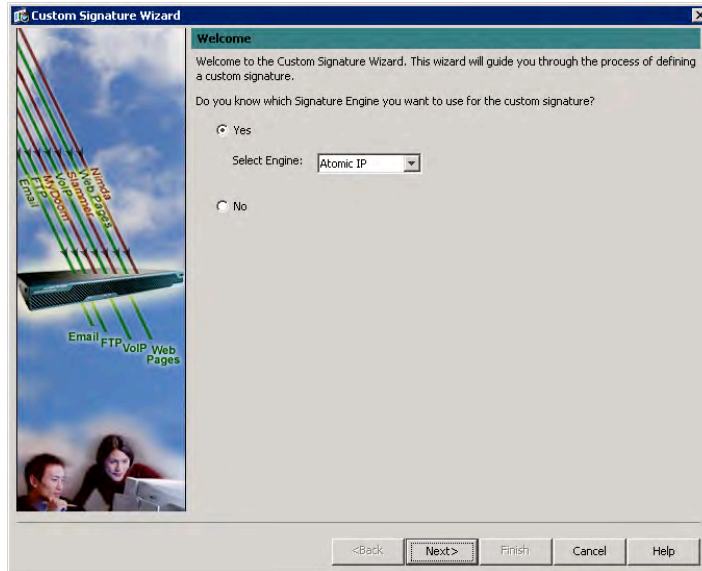 Custom Signature Wizard
Welcome
Welcome to the Custom Signature Wizard. This wizard will guide you through the process of defining
a custom signature.
Do you know which Signature Engine you want to use for the custom signature?
Yes
Select Engine: Atomic IP
No
Nimda
Web Pages
Slammer
VoIP
MyDoom
FTP
Email
Email
FTP
VoIP
Web
Pages
<Back Next> Finish Cancel Help